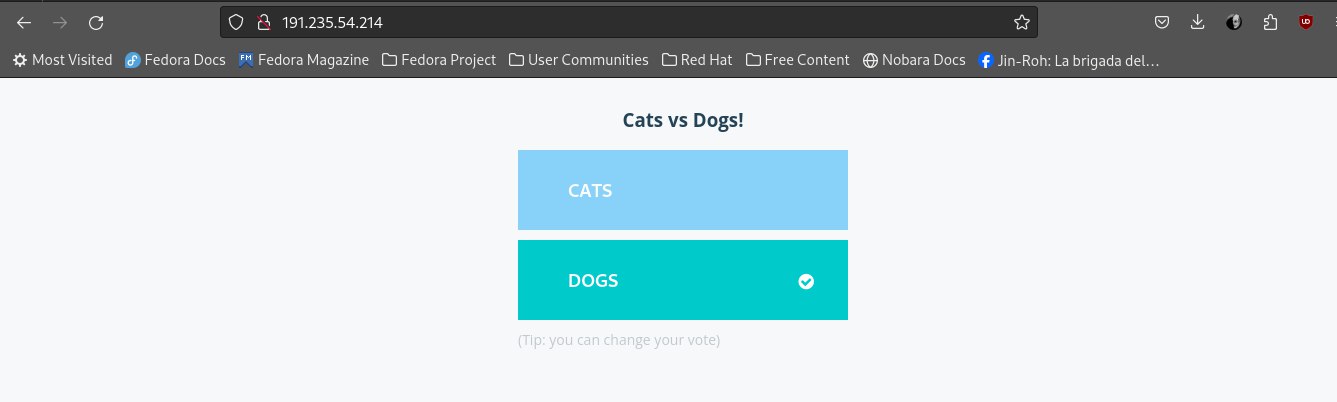 191.235.54.214
Most Visited Fedora Docs FM Fedora Magazine Fedora Project User Communities Red Hat Free Content Nobara Docs Jin-Roh: La brigada del...
Cats vs Dogs!
CATS
DOGS
(Tip: you can change your vote)